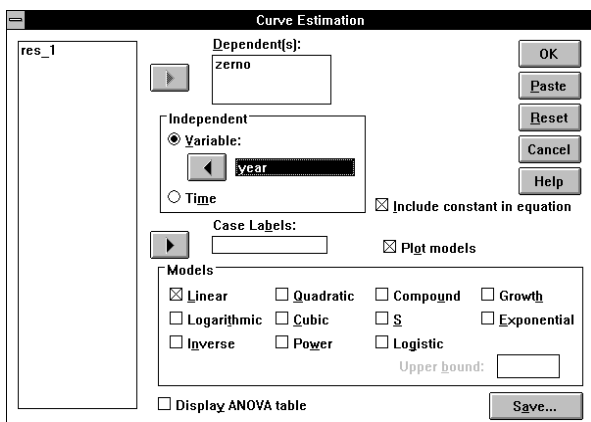 Curve Estimation
res_1
Dependent(s):
zerno
Independent
Variable:
year
Time
Case Labels:
OK
Paste
Reset
Cancel
Help
Include constant in equation
Plot models
Models
Linear Quadratic Compound Growth
Logarithmic Cubic S Exponential
Inverse Power Logistic
Upper bound:
Display ANOVA table
Save...